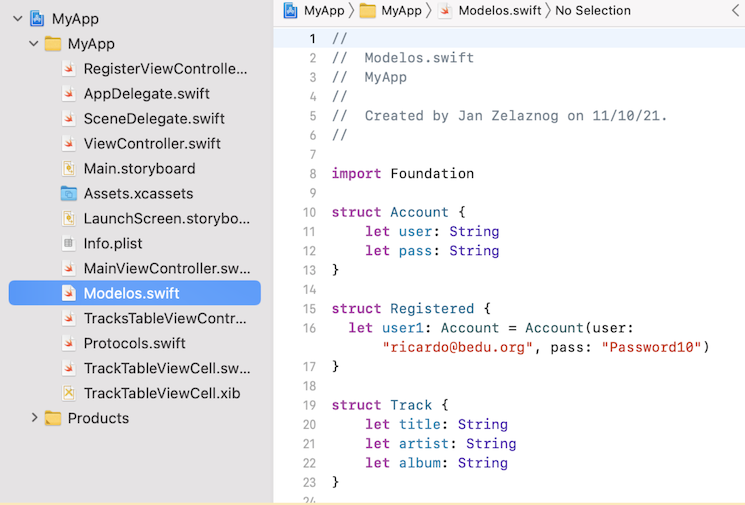 MyApp
MyApp
RegisterViewControlle...
AppDelegate.swift
SceneDelegate.swift
ViewController.swift
Main.storyboard
Assets.xcassets
LaunchScreen.storybo...
Info.plist
MainViewController.sw...
Modelos.swift
TracksTableViewContr...
Protocols.swift
TrackTableViewCell.sw...
TrackTableViewCell.xib
Products
MyApp MyApp Modelos.swift No Selection
1 //
2 //  Modelos.swift
3 //  MyApp
4 //
5 //  Created by Jan Zelaznog on 11/10/21.
6 //
7
8 import Foundation
9
10 struct Account {
11     let user: String
12     let pass: String
13 }
14
15 struct Registered {
16   let user1: Account = Account(user:
"ricardo@bedu.org", pass: "Password10")
17 }
18
19 struct Track {
20     let title: String
21     let artist: String
22     let album: String
23 }
24